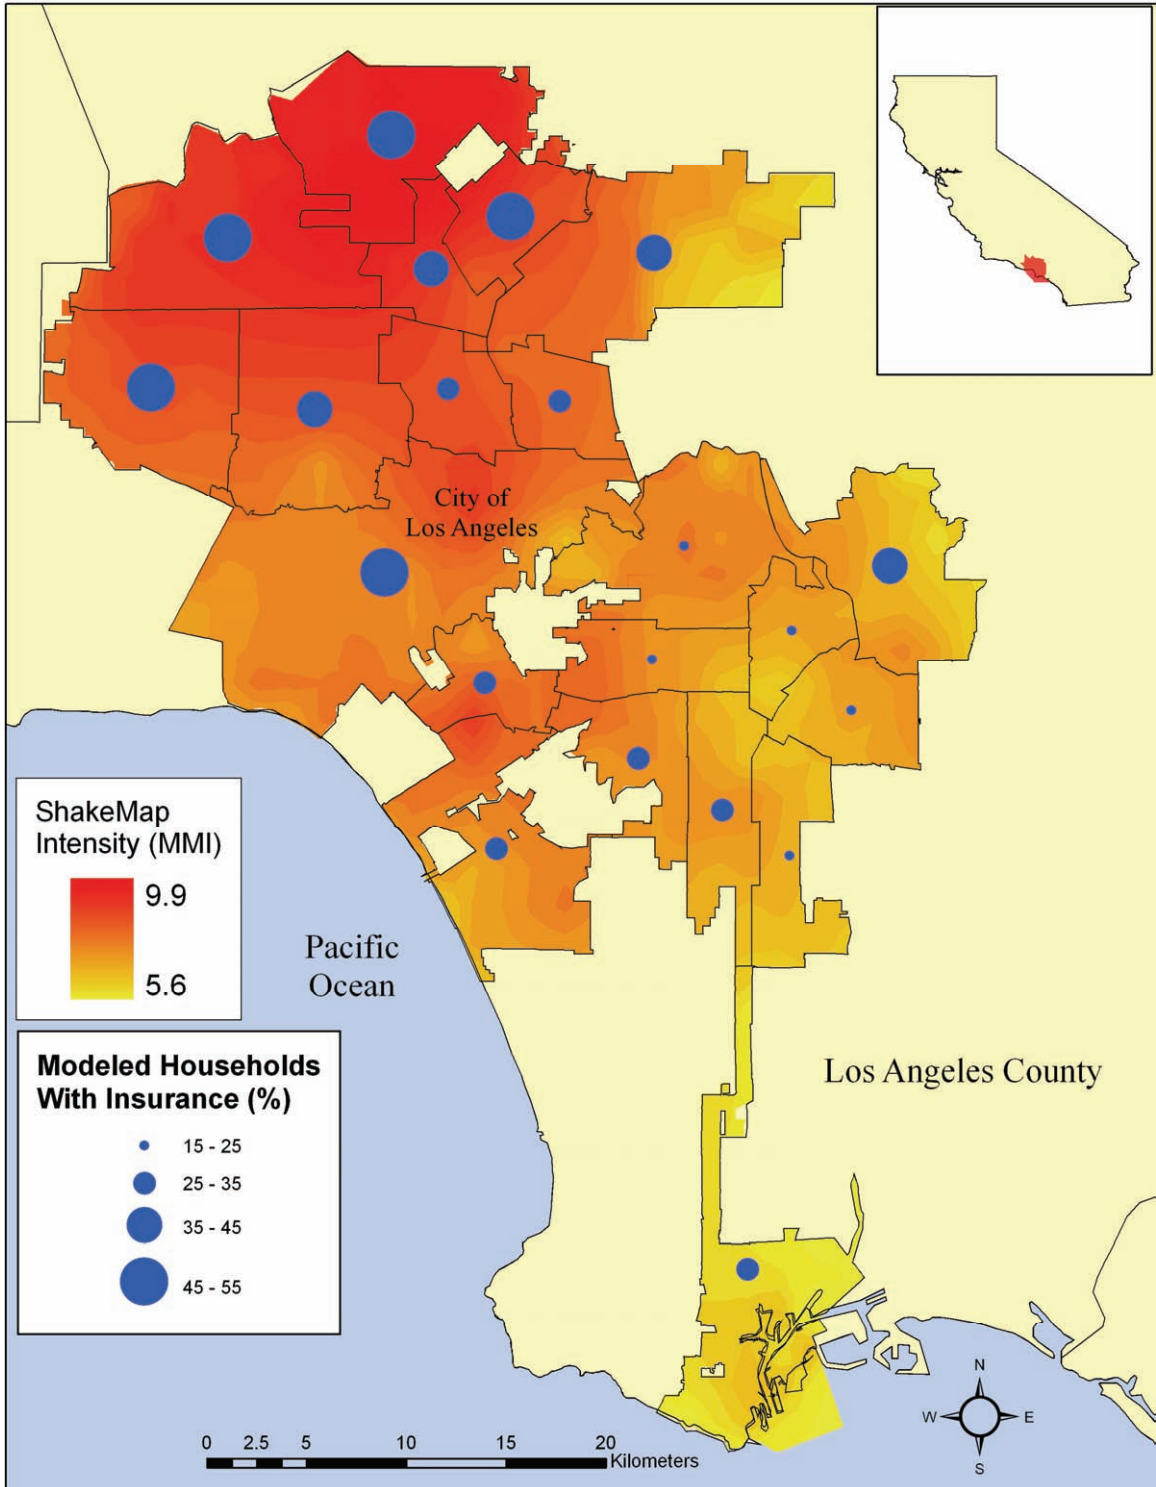 City of
Los Angeles
ShakeMap
Intensity (MMI)
9.9
5.6
Pacific
Ocean
Modeled Households
With Insurance (%)
15 - 25
25 - 35
35 - 45
45 - 55
Los Angeles County
N
W
E
S
0 2.5 5 10 15 20
Kilometers